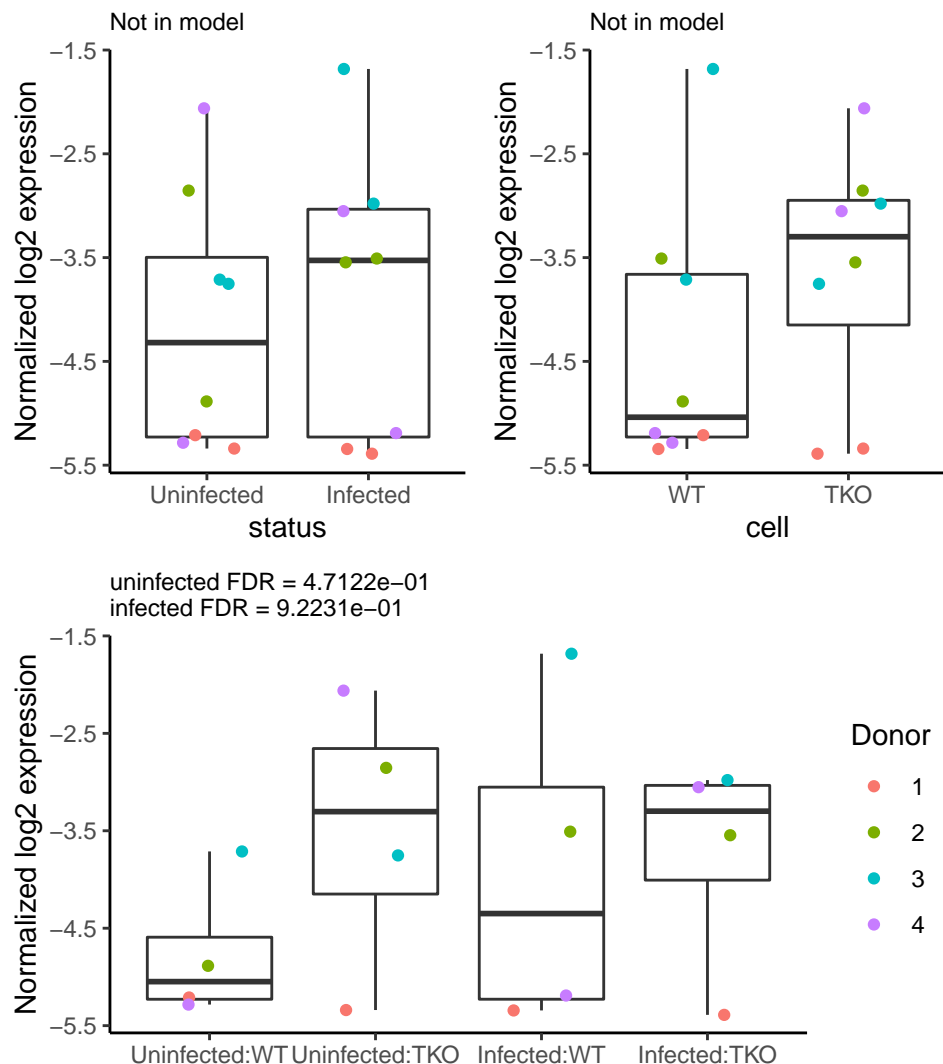 Not in model
Normalized log2 expression
−1.5
−2.5
−3.5
−4.5
−5.5
Uninfected Infected
status
Not in model
Normalized log2 expression
−1.5
−2.5
−3.5
−4.5
−5.5
WT TKO
cell
uninfected FDR = 4.7122e−01
infected FDR = 9.2231e−01
Normalized log2 expression
−1.5
−2.5
−3.5
−4.5
−5.5
Uninfected:WT Uninfected:TKO Infected:WT Infected:TKO
Donor
1
2
3
4